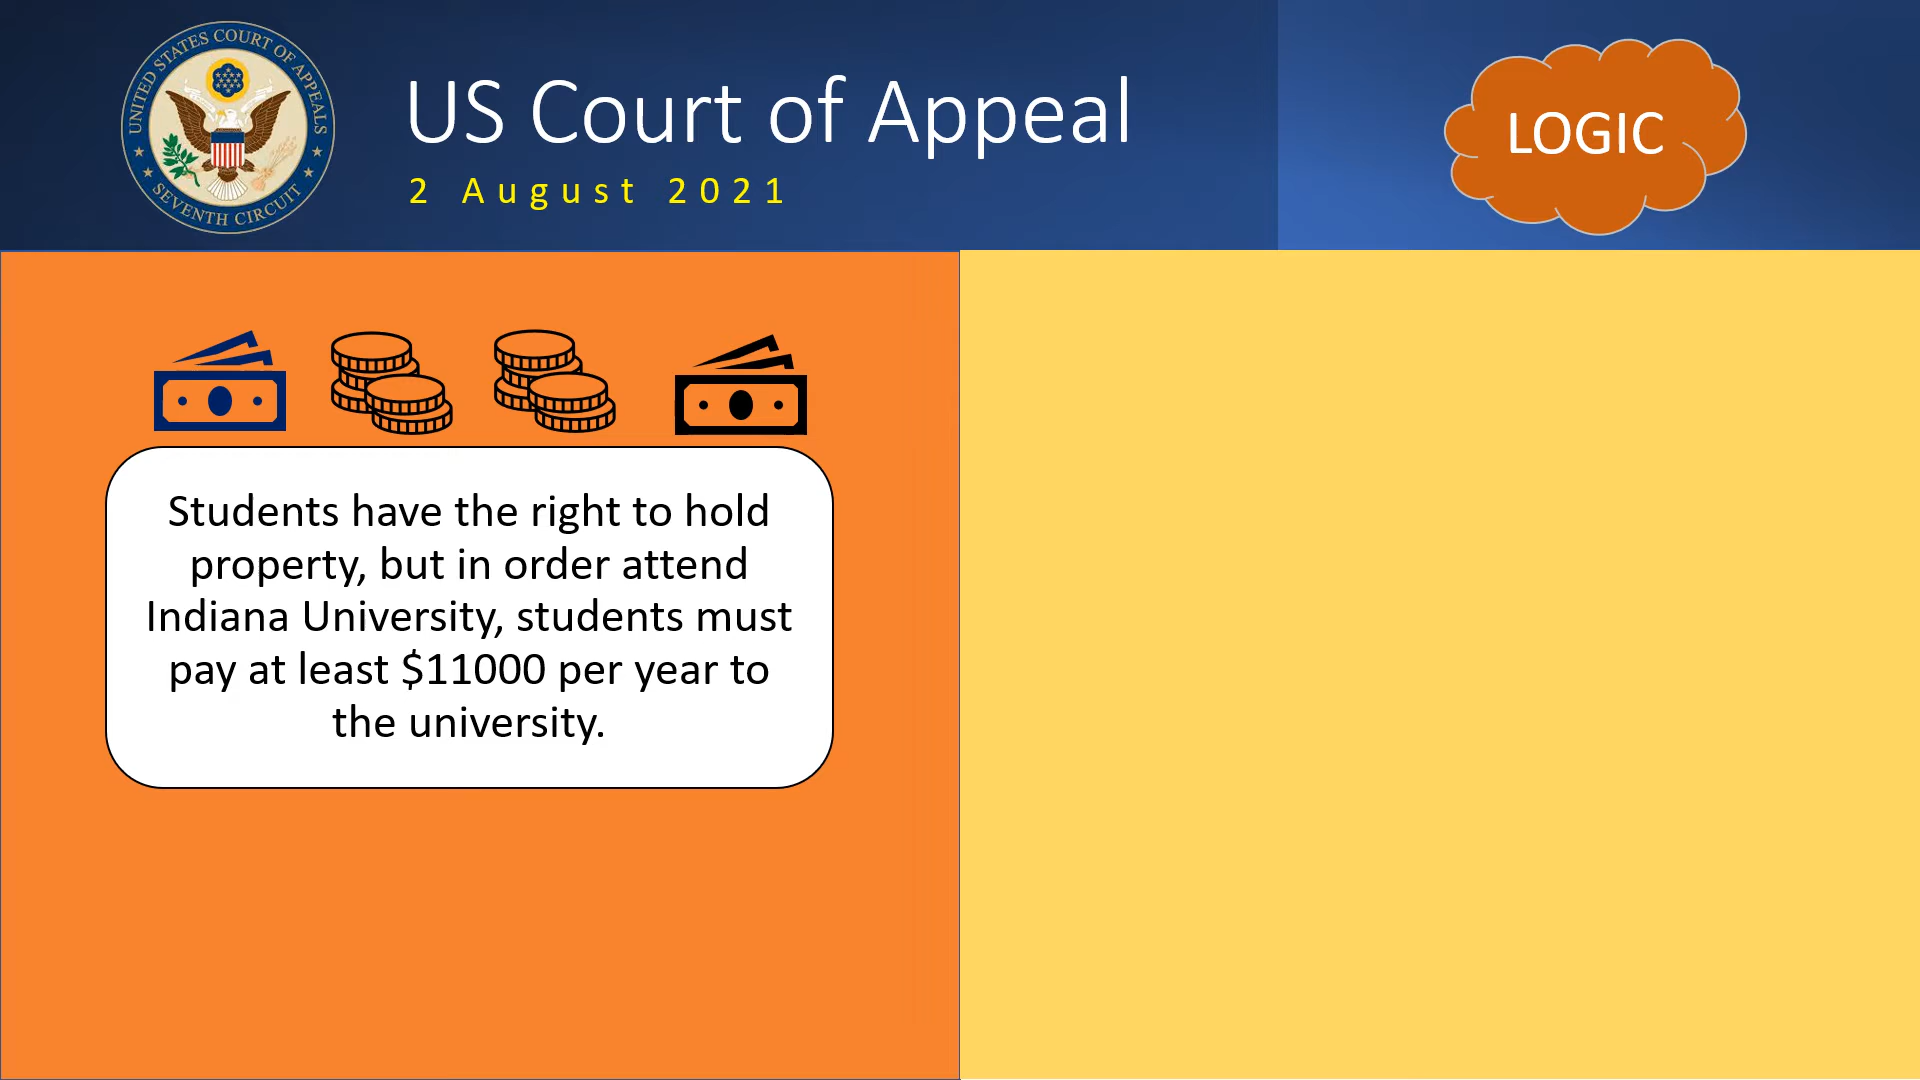 UNITED STATES COURT OF APPEALS
SEVENTH CIRCUIT
US Court of Appeal
2 August 2021
LOGIC
Students have the right to hold
property, but in order attend
Indiana University, students must
pay at least $11000 per year to
the university.